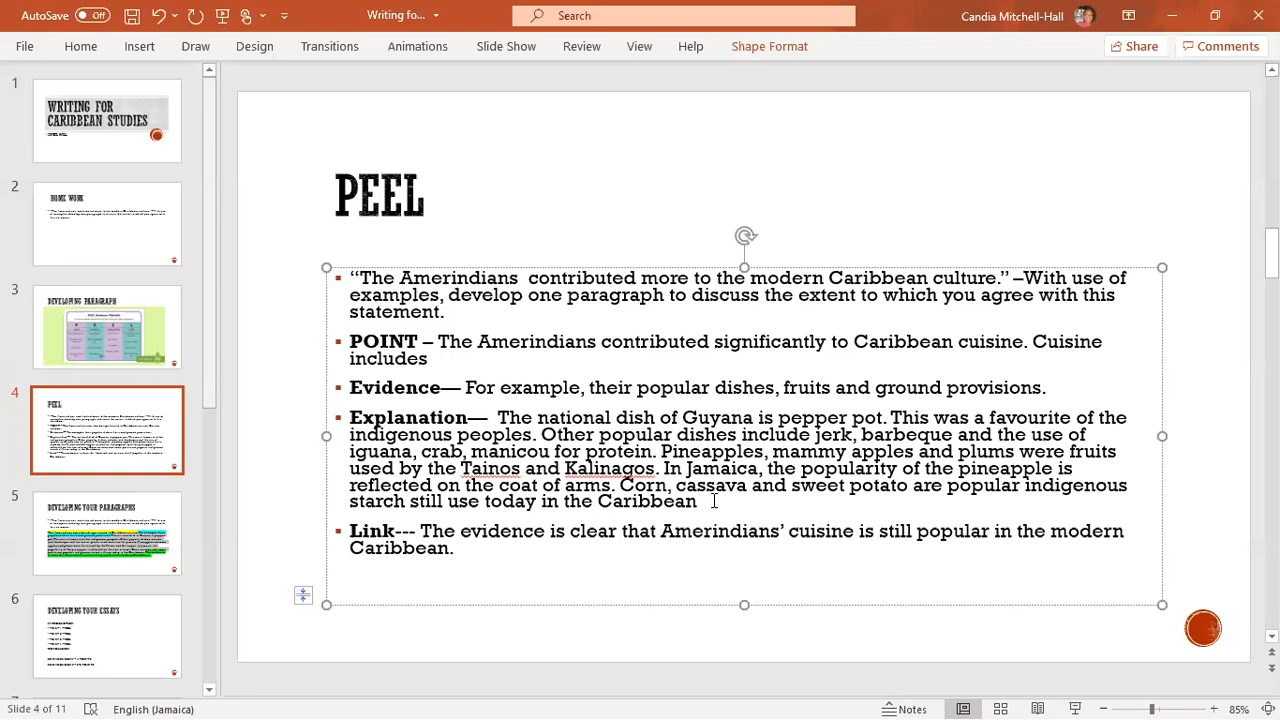 AutoSave Off
Writing fo...
Search
Candia Mitchell-Hall
File Home Insert Draw Design Transitions Animations Slide Show Review View Help Shape Format
Share Comments
1
WRITING FOR
CARIBBEAN STUDIES
2
HOME WORK
3
DEVELOPING PARAGRAPH
4
PEEL
5
DEVELOPING YOUR PARAGRAPHS
6
DEVELOPING YOUR ESSAYS
PEEL
▪ “The Amerindians contributed more to the modern Caribbean culture.” –With use of
examples, develop one paragraph to discuss the extent to which you agree with this
statement.
▪ POINT – The Amerindians contributed significantly to Caribbean cuisine. Cuisine
includes
▪ Evidence— For example, their popular dishes, fruits and ground provisions.
▪ Explanation— The national dish of Guyana is pepper pot. This was a favourite of the
indigenous peoples. Other popular dishes include jerk, barbeque and the use of
iguana, crab, manicou for protein. Pineapples, mammy apples and plums were fruits
used by the Tainos and Kalinagos. In Jamaica, the popularity of the pineapple is
reflected on the coat of arms. Corn, cassava and sweet potato are popular indigenous
starch still use today in the Caribbean
▪ Link--- The evidence is clear that Amerindians’ cuisine is still popular in the modern
Caribbean.
Slide 4 of 11 English (Jamaica) Notes 85%